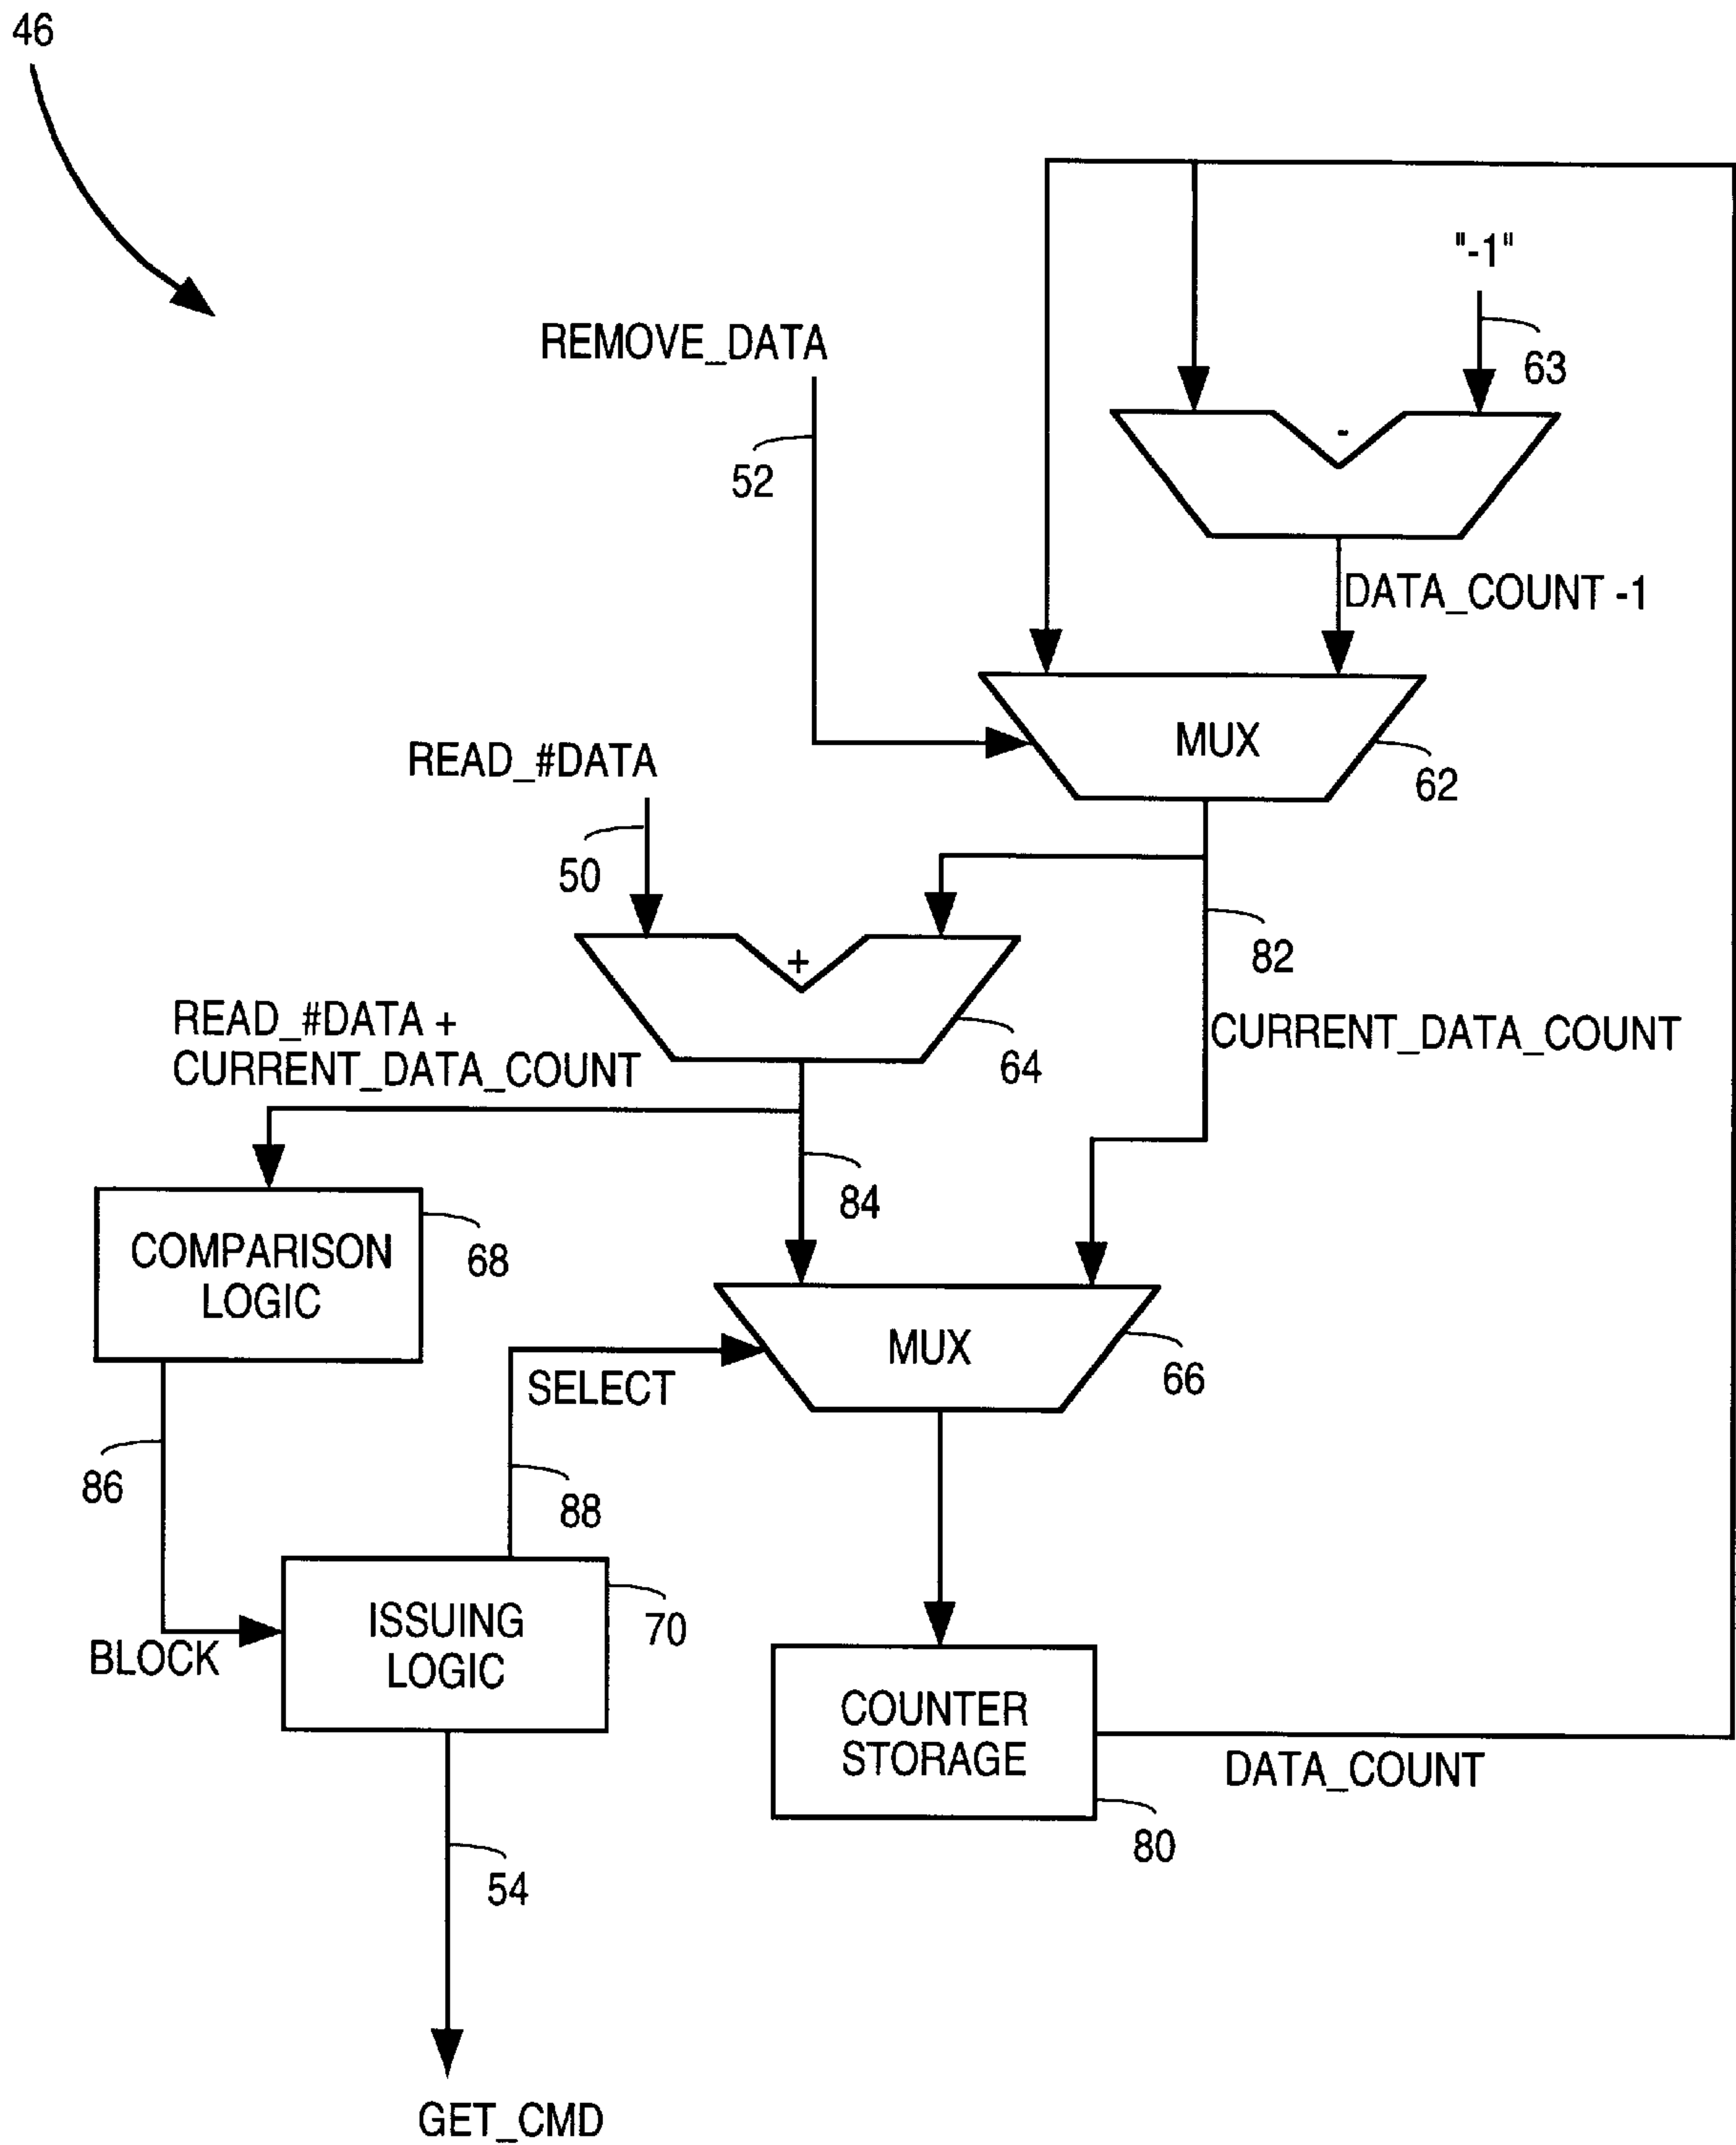 46
"-1"
REMOVE_DATA
63
-
52
DATA_COUNT -1
MUX
READ_#DATA
62
50
82
+
READ_#DATA +
CURRENT_DATA_COUNT
CURRENT_DATA_COUNT
64
84
COMPARISON
LOGIC
68
MUX
66
SELECT
86
88
ISSUING
LOGIC
70
BLOCK
COUNTER
STORAGE
DATA_COUNT
80
54
GET_CMD